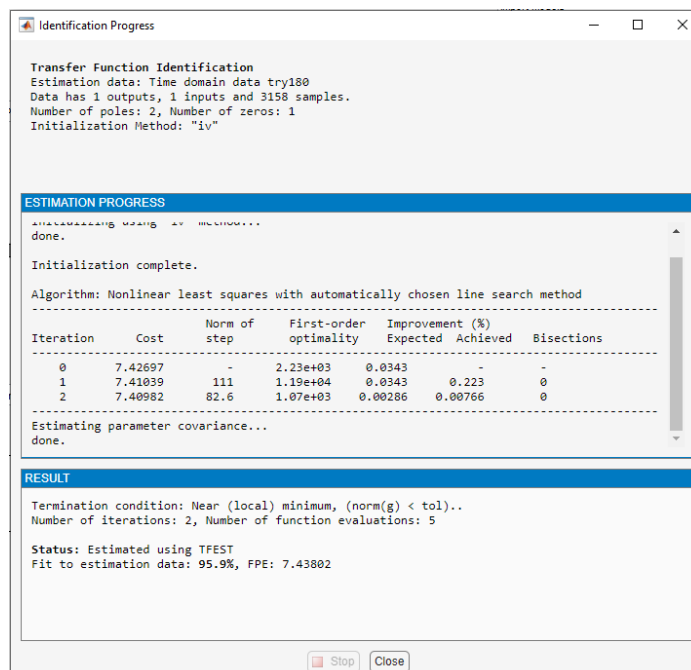 Identification Progress
Transfer Function Identification
Estimation data: Time domain data try180
Data has 1 outputs, 1 inputs and 3158 samples.
Number of poles: 2, Number of zeros: 1
Initialization Method: "iv"
ESTIMATION PROGRESS
Initializing using "iv" method...
done.
Initialization complete.
Algorithm: Nonlinear least squares with automatically chosen line search method
------------------------------------------------------------------------------------------
Norm of First-order Improvement (%)
Iteration Cost step optimality Expected Achieved Bisections
------------------------------------------------------------------------------------------
0 7.42697 - 2.23e+03 0.0343 - -
1 7.41039 111 1.19e+04 0.0343 0.223 0
2 7.40982 82.6 1.07e+03 0.00286 0.00766 0
------------------------------------------------------------------------------------------
Estimating parameter covariance...
done.
RESULT
Termination condition: Near (local) minimum, (norm(g) < tol)..
Number of iterations: 2, Number of function evaluations: 5
Status: Estimated using TFEST
Fit to estimation data: 95.9%, FPE: 7.43802
Stop Close